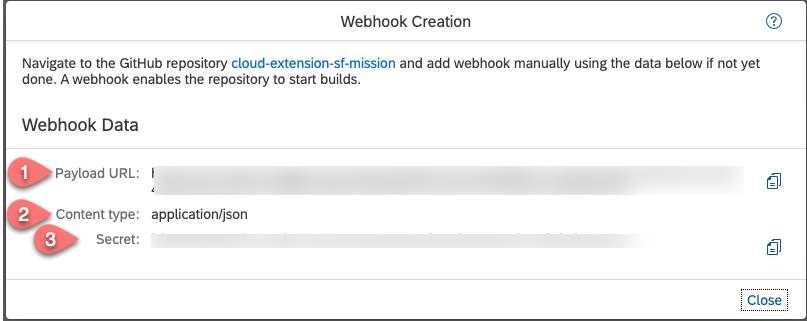 Webhook Creation
Navigate to the GitHub repository cloud-extension-sf-mission and add webhook manually using the data below if not yet
done. A webhook enables the repository to start builds.
Webhook Data
1 Payload URL:
2 Content type: application/json
3 Secret:
Close